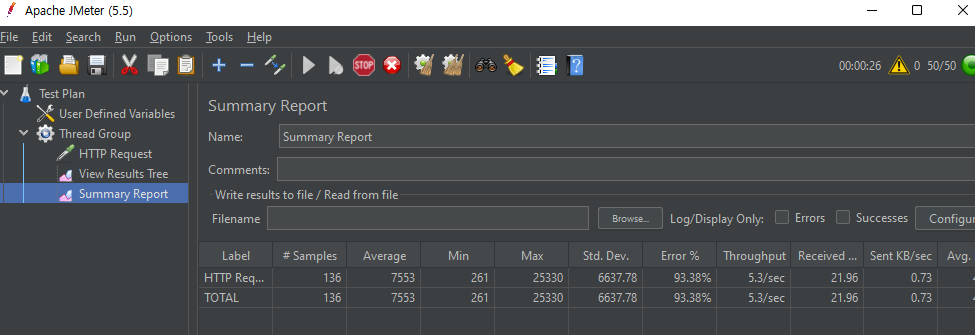 Apache JMeter (5.5)
File Edit Search Run Options Tools Help
STOP 00:00:26 0 50/50
Test Plan
User Defined Variables
Thread Group
HTTP Request
View Results Tree
Summary Report
Summary Report
Name: Summary Report
Comments:
Write results to file / Read from file
Filename Browse... Log/Display Only: Errors Successes Configur
Label # Samples Average Min Max Std. Dev. Error % Throughput Received ... Sent KB/sec Avg.
HTTP Req... 136 7553 261 25330 6637.78 93.38% 5.3/sec 21.96 0.73
TOTAL 136 7553 261 25330 6637.78 93.38% 5.3/sec 21.96 0.73